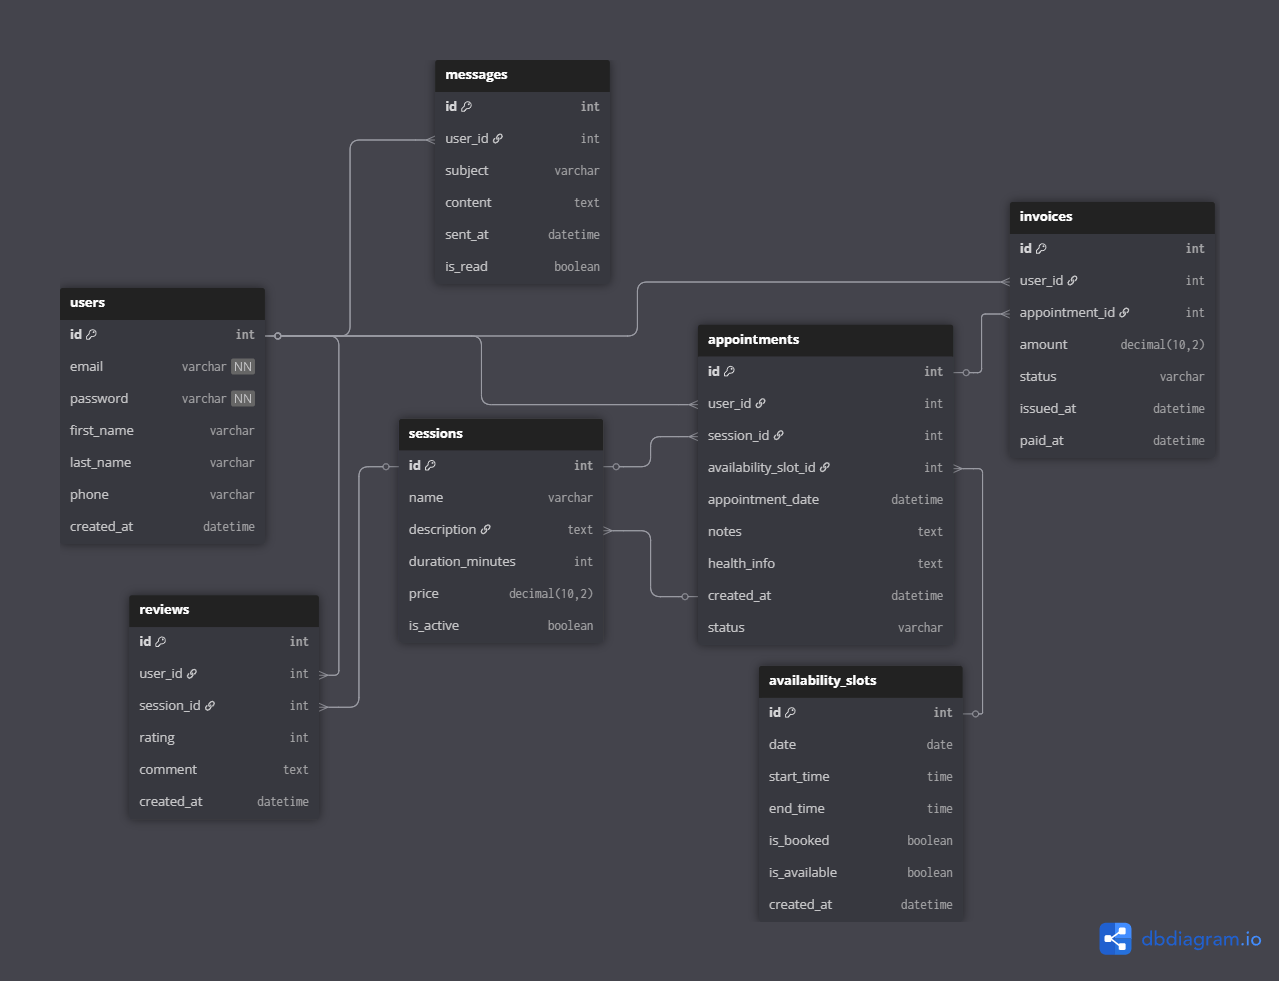 messages
id int
user_id int
subject varchar
content text
sent_at datetime
is_read boolean
invoices
id int
user_id int
appointment_id int
amount decimal(10,2)
status varchar
issued_at datetime
paid_at datetime
users
id int
email varchar NN
password varchar NN
first_name varchar
last_name varchar
phone varchar
created_at datetime
appointments
id int
user_id int
session_id int
availability_slot_id int
appointment_date datetime
notes text
health_info text
created_at datetime
status varchar
sessions
id int
name varchar
description text
duration_minutes int
price decimal(10,2)
is_active boolean
reviews
id int
user_id int
session_id int
rating int
comment text
created_at datetime
availability_slots
id int
date date
start_time time
end_time time
is_booked boolean
is_available boolean
created_at datetime
dbdiagram.io